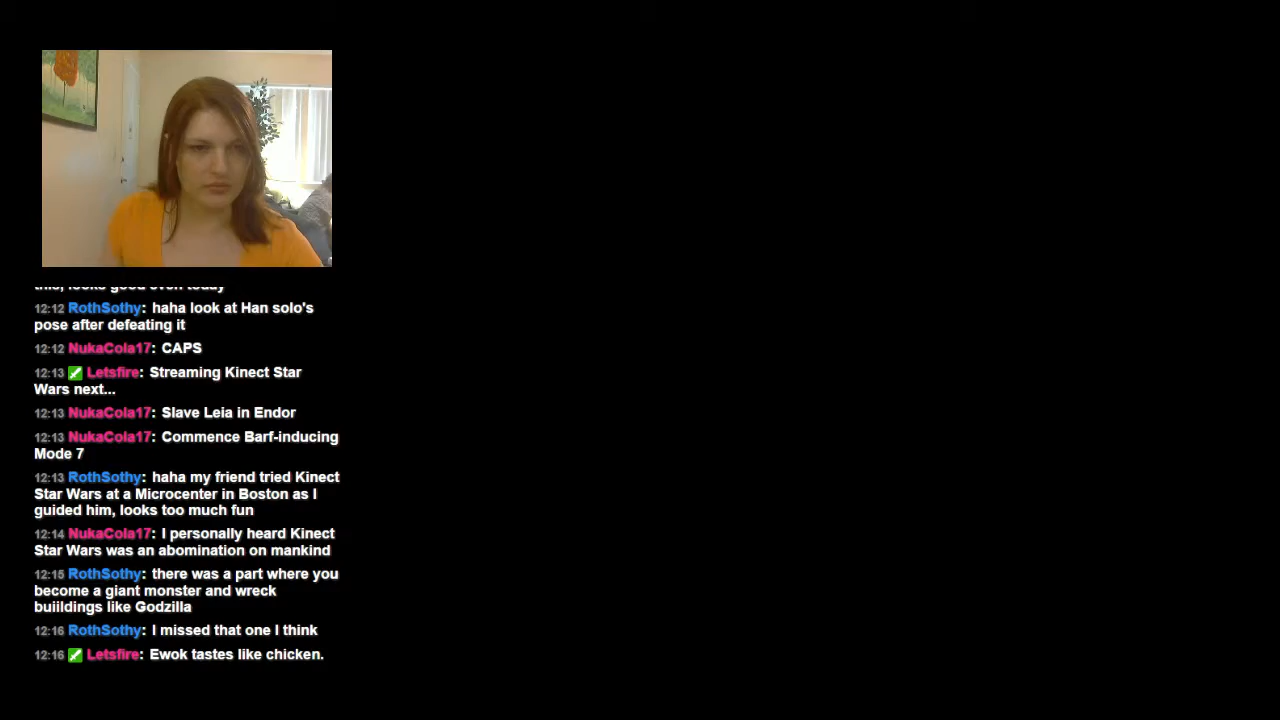 this, looks good even today
12:12 RothSothy: haha look at Han solo's
pose after defeating it
12:12 NukaCola17: CAPS
12:13 Letsfire: Streaming Kinect Star
Wars next...
12:13 NukaCola17: Slave Leia in Endor
12:13 NukaCola17: Commence Barf-inducing
Mode 7
12:13 RothSothy: haha my friend tried Kinect
Star Wars at a Microcenter in Boston as I
guided him, looks too much fun
12:14 NukaCola17: I personally heard Kinect
Star Wars was an abomination on mankind
12:15 RothSothy: there was a part where you
become a giant monster and wreck
buiildings like Godzilla
12:16 RothSothy: I missed that one I think
12:16 Letsfire: Ewok tastes like chicken.